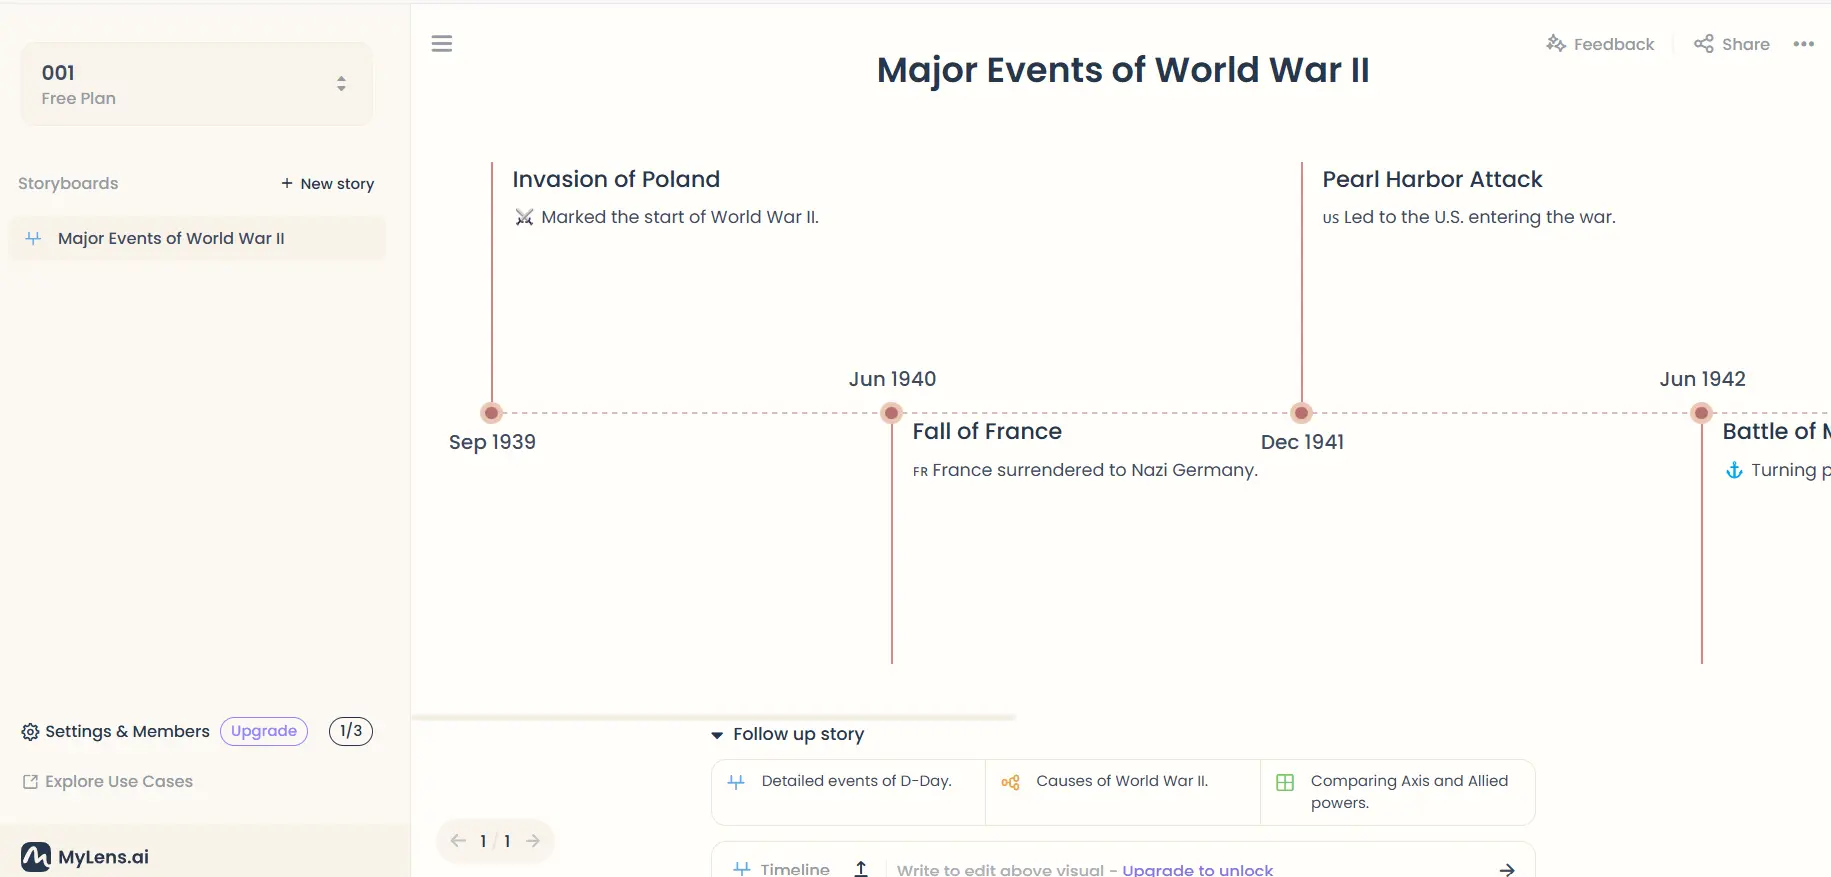 001
Free Plan
Storyboards
+ New story
Major Events of World War II
Settings & Members
Upgrade
1/3
Explore Use Cases
MyLens.ai
Feedback
Share
Major Events of World War II
Invasion of Poland
Marked the start of World War II.
Pearl Harbor Attack
US Led to the U.S. entering the war.
Jun 1940
Jun 1942
Sep 1939
Fall of France
FR France surrendered to Nazi Germany.
Dec 1941
Battle of
Turning
Follow up story
Detailed events of D-Day.
Causes of World War II.
Comparing Axis and Allied
powers.
1 / 1
Timeline
Write to edit above visual - Upgrade to unlock